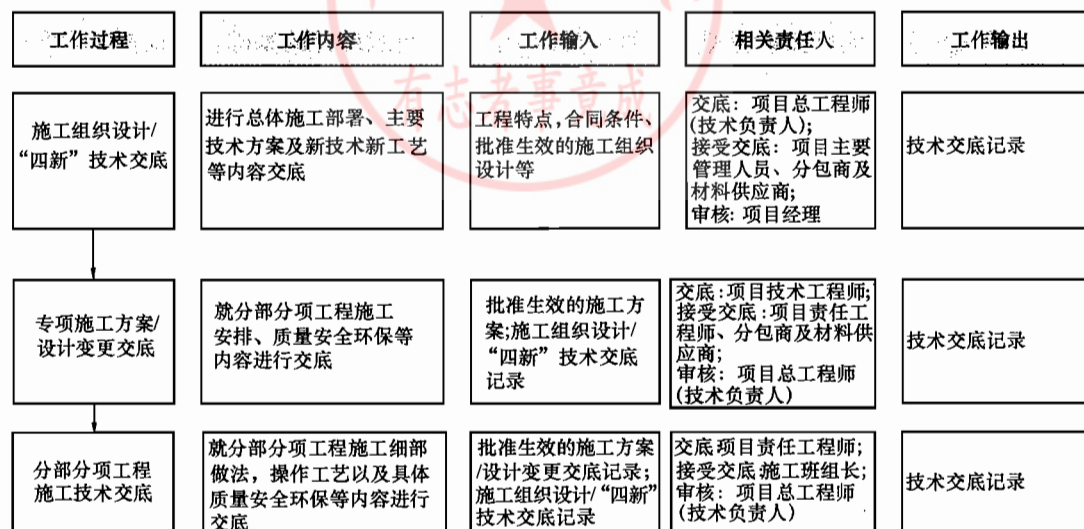 工作过程
工作内容
工作输入
相关责任人
工作输出
施工组织设计/
“四新”技术交底
进行总体施工部署、主要
技术方案及新技术新工艺
等内容交底
工程特点,合同条件、
批准生效的施工组织
设计等
交底：项目总工程师
(技术负责人);
接受交底：项目主要
管理人员、分包商及
材料供应商;
审核: 项目经理
技术交底记录
专项施工方案/
设计变更交底
就分部分项工程施工
安排、质量安全环保等
内容进行交底
批准生效的施工方
案;施工组织设计/
“四新”技术交底
记录
交底:项目技术工程师;
接受交底:项目责任工
程师、分包商及材料供
应商;
审核：项目总工程师
(技术负责人)
技术交底记录
分部分项工程
施工技术交底
就分部分项工程施工细部
做法，操作工艺以及具体
质量安全环保等内容进行
交底
批准生效的施工方案
/设计变更交底记录;
施工组织设计/“四新”
技术交底记录
交底:项目责任工程师;
接受交底:施工班组长;
审核：项目总工程师
(技术负责人)
技术交底记录
有志者事竟成